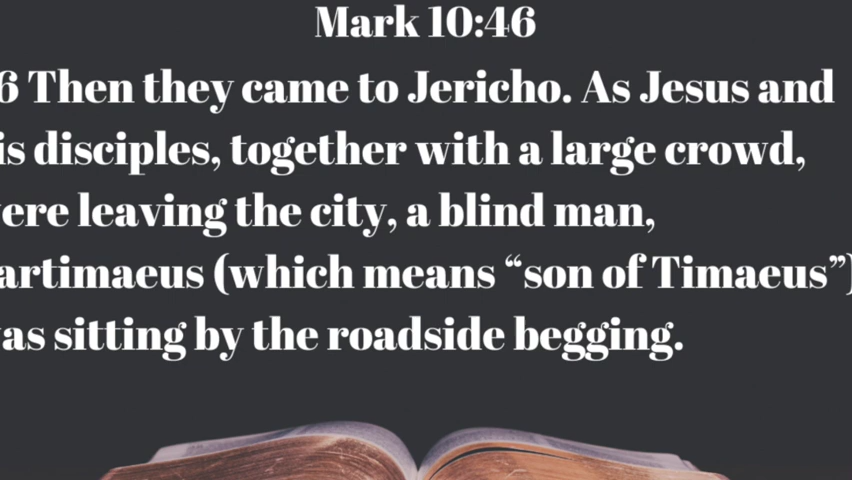 Mark 10:46
6 Then they came to Jericho. As Jesus and
is disciples, together with a large crowd,
ere leaving the city, a blind man,
artimaeus (which means “son of Timaeus”)
as sitting by the roadside begging.